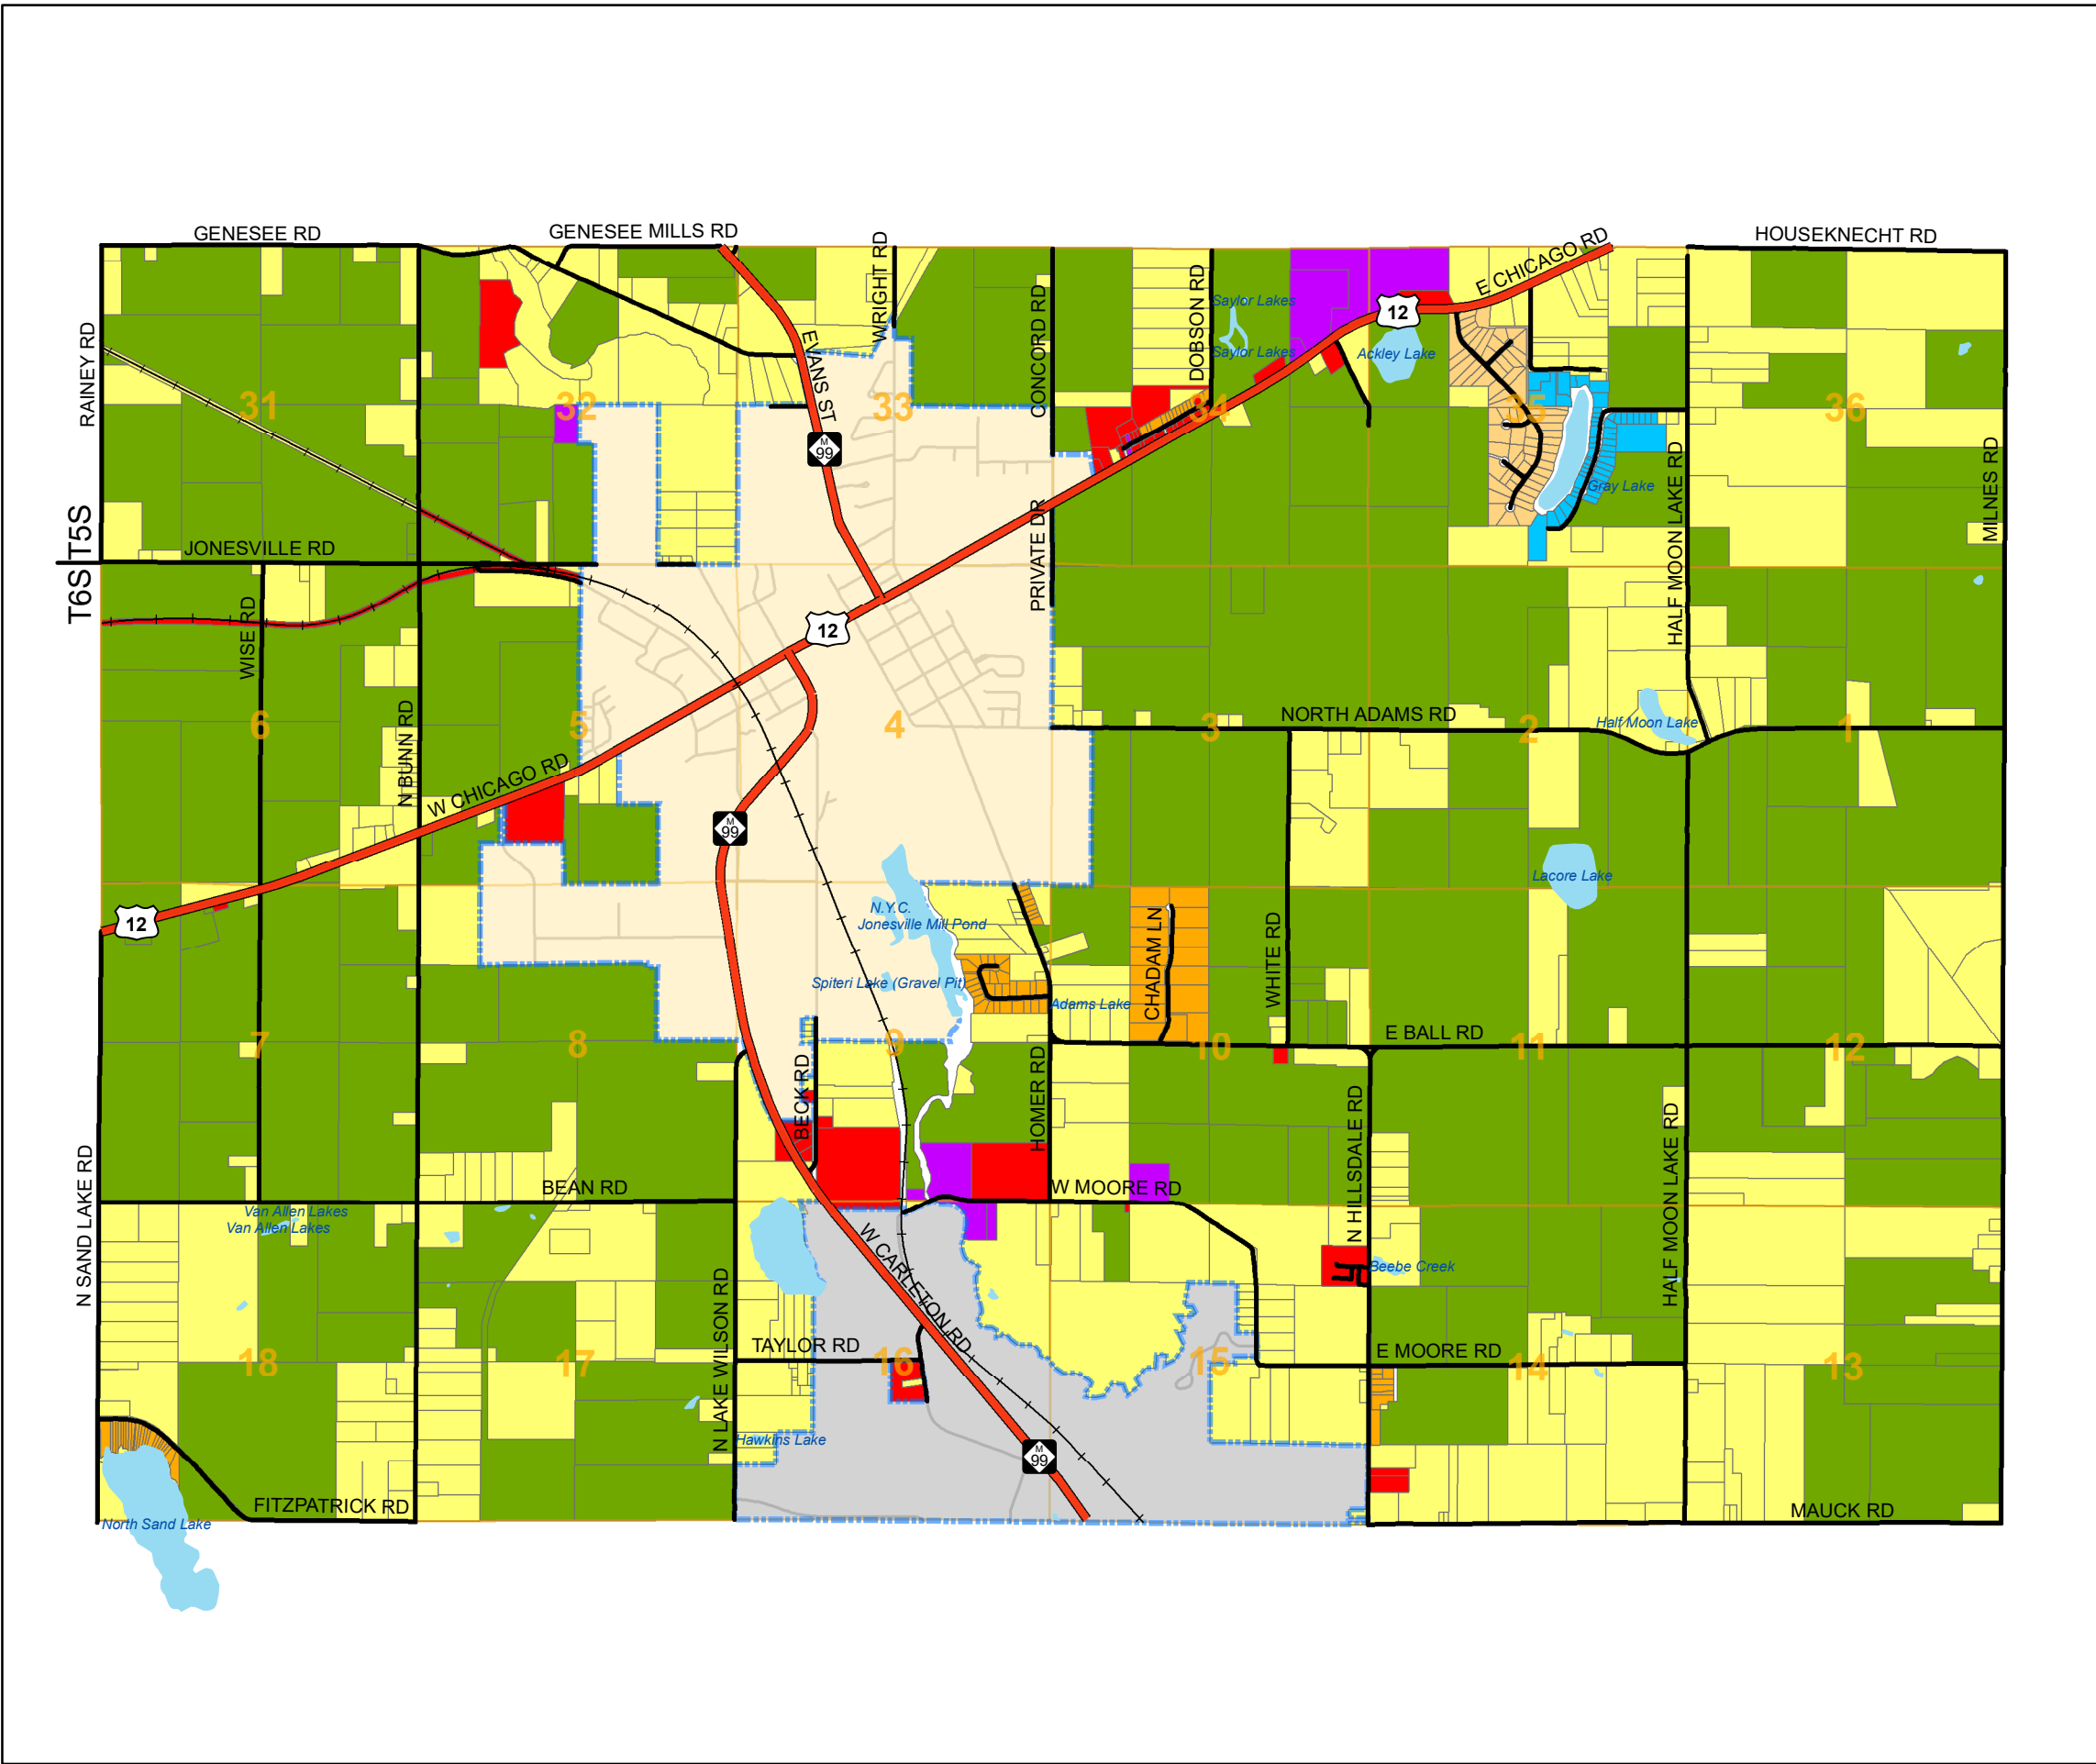 GENESEE RD
GENESEE MILLS RD
WRIGHT RD
E CHICAGO RD
HOUSEKNECHT RD
RAINEY RD
EVANS ST
CONCORD RD
DOBSON RD
Saylor Lakes
12
Saylor Lakes
Ackley Lake
31
32
33
34
35
36
M
99
Gray Lake
HALF MOON LAKE RD
MILNES RD
T5S
JONESVILLE RD
PRIVATE DR
T6S
WISE RD
12
N BUNN RD
6
5
4
3
NORTH ADAMS RD
2
Half Moon Lake
1
W CHICAGO RD
M
99
Lacore Lake
12
N.Y.C.
Jonesville Mill Pond
CHADAM LN
WHITE RD
Spiteri Lake (Gravel Pit)
Adams Lake
7
8
9
10
E BALL RD
11
12
BECK RD
HOMER RD
N HILLSDALE RD
HALF MOON LAKE RD
N SAND LAKE RD
BEAN RD
W MOORE RD
Van Allen Lakes
Van Allen Lakes
W CARLETON RD
Beebe Creek
N LAKE WILSON RD
TAYLOR RD
E MOORE RD
18
17
16
15
14
13
Hawkins Lake
M
99
FITZPATRICK RD
MAUCK RD
North Sand Lake